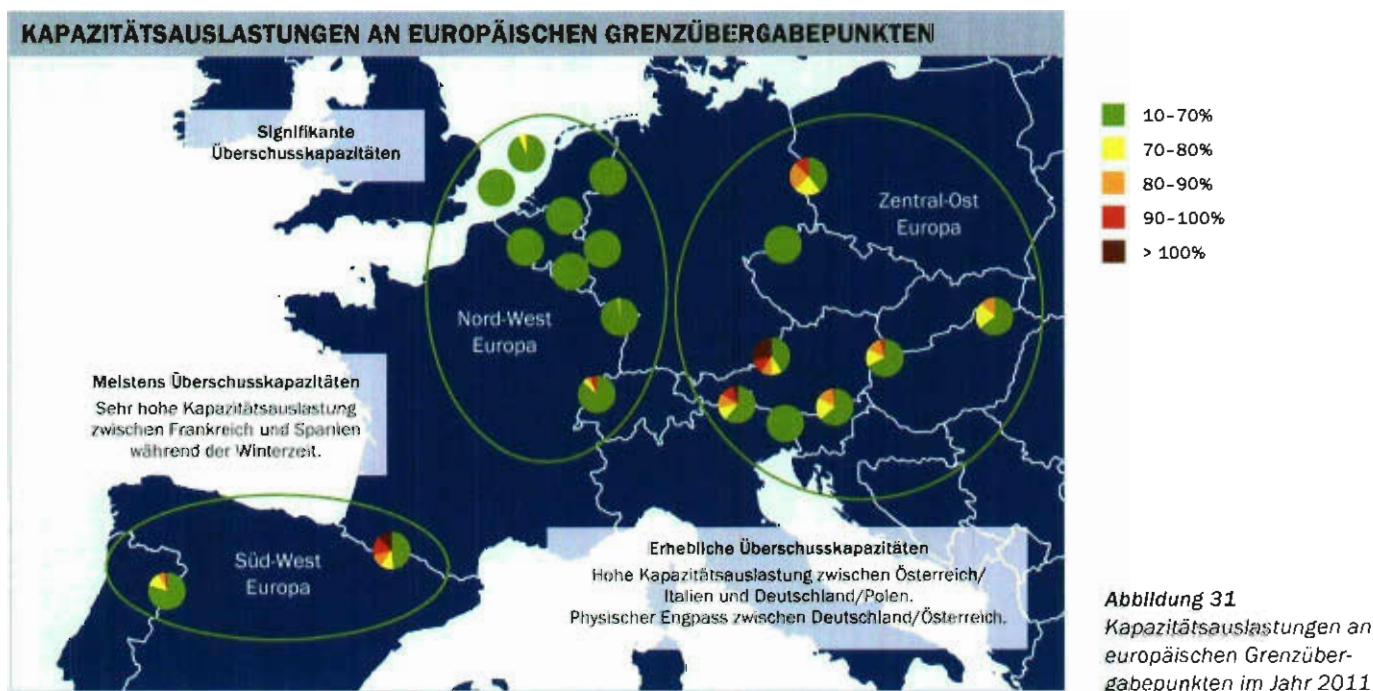 KAPAZITÄTSAUSLASTUNGEN AN EUROPÄISCHEN GRENZÜBERGABEPUNKTEN
Signifikante
Überschusskapazitäten
Nord-West
Europa
Zentral-Ost
Europa
Meistens Überschusskapazitäten
Sehr hohe Kapazitätsauslastung
zwischen Frankreich und Spanien
während der Winterzeit.
Süd-West
Europa
Erhebliche Überschusskapazitäten
Hohe Kapazitätsauslastung zwischen Österreich/
Italien und Deutschland/Polen.
Physischer Engpass zwischen Deutschland/Österreich.
10-70%
70-80%
80-90%
90-100%
> 100%
Abbildung 31
Kapazitätsauslastungen an
europäischen Grenzüber-
gabepunkten im Jahr 2011